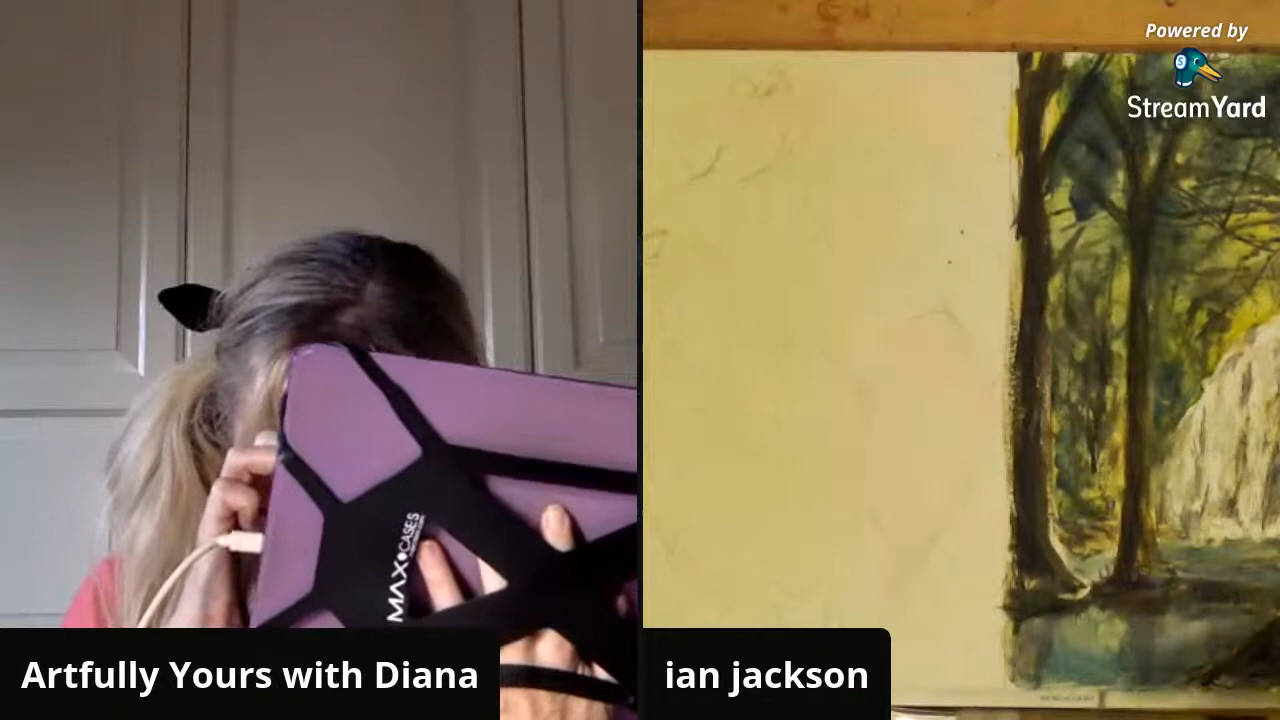 Powered by
StreamYard
MAX CASES
Artfully Yours with Diana
ian jackson